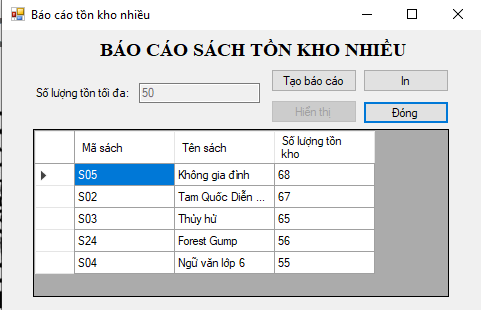 Báo cáo tồn kho nhiều
BÁO CÁO SÁCH TỒN KHO NHIỀU
Số lượng tồn tối đa: 50
Tạo báo cáo In
Hiển thị Đóng
Mã sách Tên sách Số lượng tồn
kho
S05 Không gia đình 68
S02 Tam Quốc Diễn ... 67
S03 Thủy hử 65
S24 Forest Gump 56
S04 Ngữ văn lớp 6 55